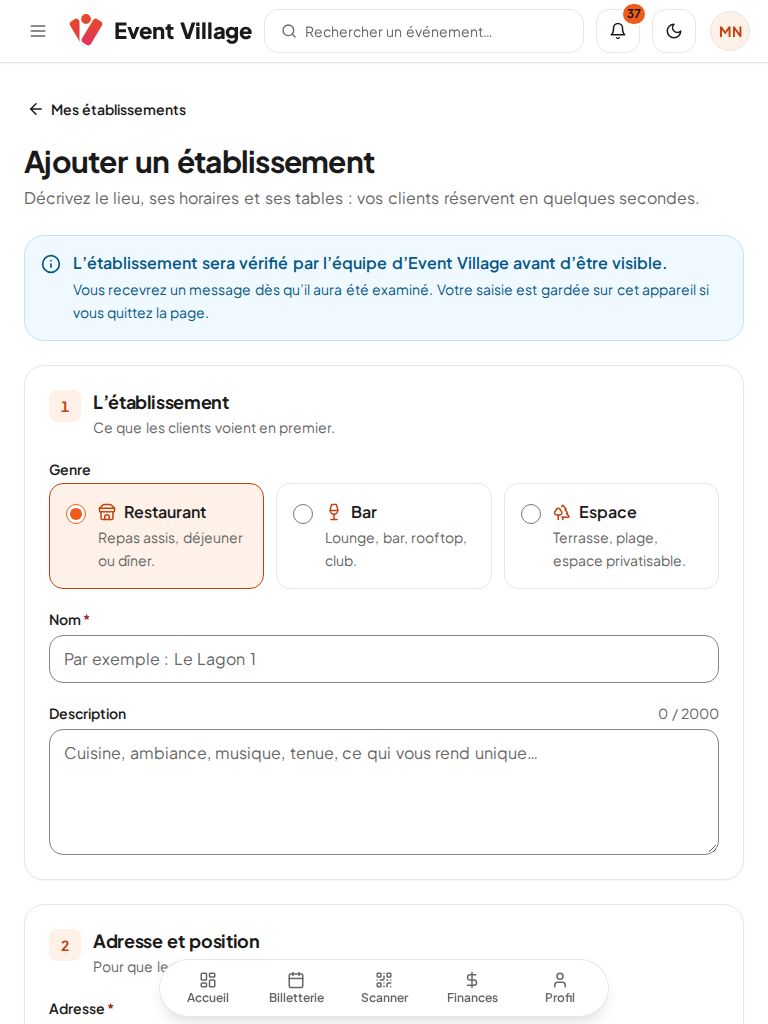 Event Village
Rechercher un événement…
37
MN
Mes établissements
Ajouter un établissement
Décrivez le lieu, ses horaires et ses tables : vos clients réservent en quelques secondes.
L’établissement sera vérifié par l’équipe d’Event Village avant d’être visible.
Vous recevrez un message dès qu’il aura été examiné. Votre saisie est gardée sur cet appareil si
vous quittez la page.
1
L’établissement
Ce que les clients voient en premier.
Genre
Restaurant
Repas assis, déjeuner
ou dîner.
Bar
Lounge, bar, rooftop,
club.
Espace
Terrasse, plage,
espace privatisable.
Nom *
Par exemple : Le Lagon 1
Description
0 / 2000
Cuisine, ambiance, musique, tenue, ce qui vous rend unique…
2
Adresse et position
Pour que le
Adresse *
Accueil
Billetterie
Scanner
Finances
Profil